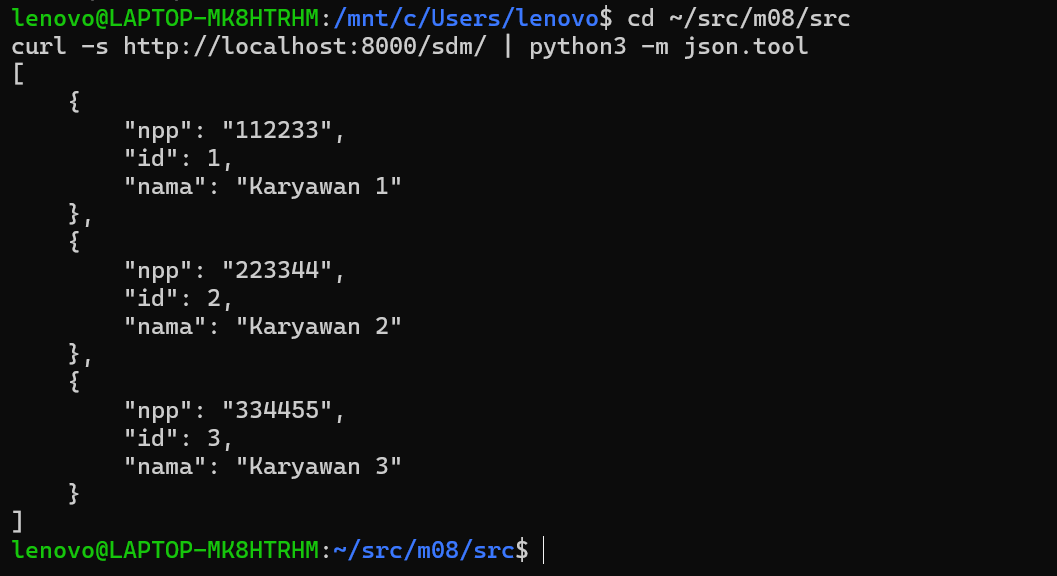 lenovo@LAPTOP-MK8HTRHM:/mnt/c/Users/lenovo$ cd ~/src/m08/src
curl -s http://localhost:8000/sdm/ | python3 -m json.tool
[
    {
        "npp": "112233",
        "id": 1,
        "nama": "Karyawan 1"
    },
    {
        "npp": "223344",
        "id": 2,
        "nama": "Karyawan 2"
    },
    {
        "npp": "334455",
        "id": 3,
        "nama": "Karyawan 3"
    }
]
lenovo@LAPTOP-MK8HTRHM:~/src/m08/src$